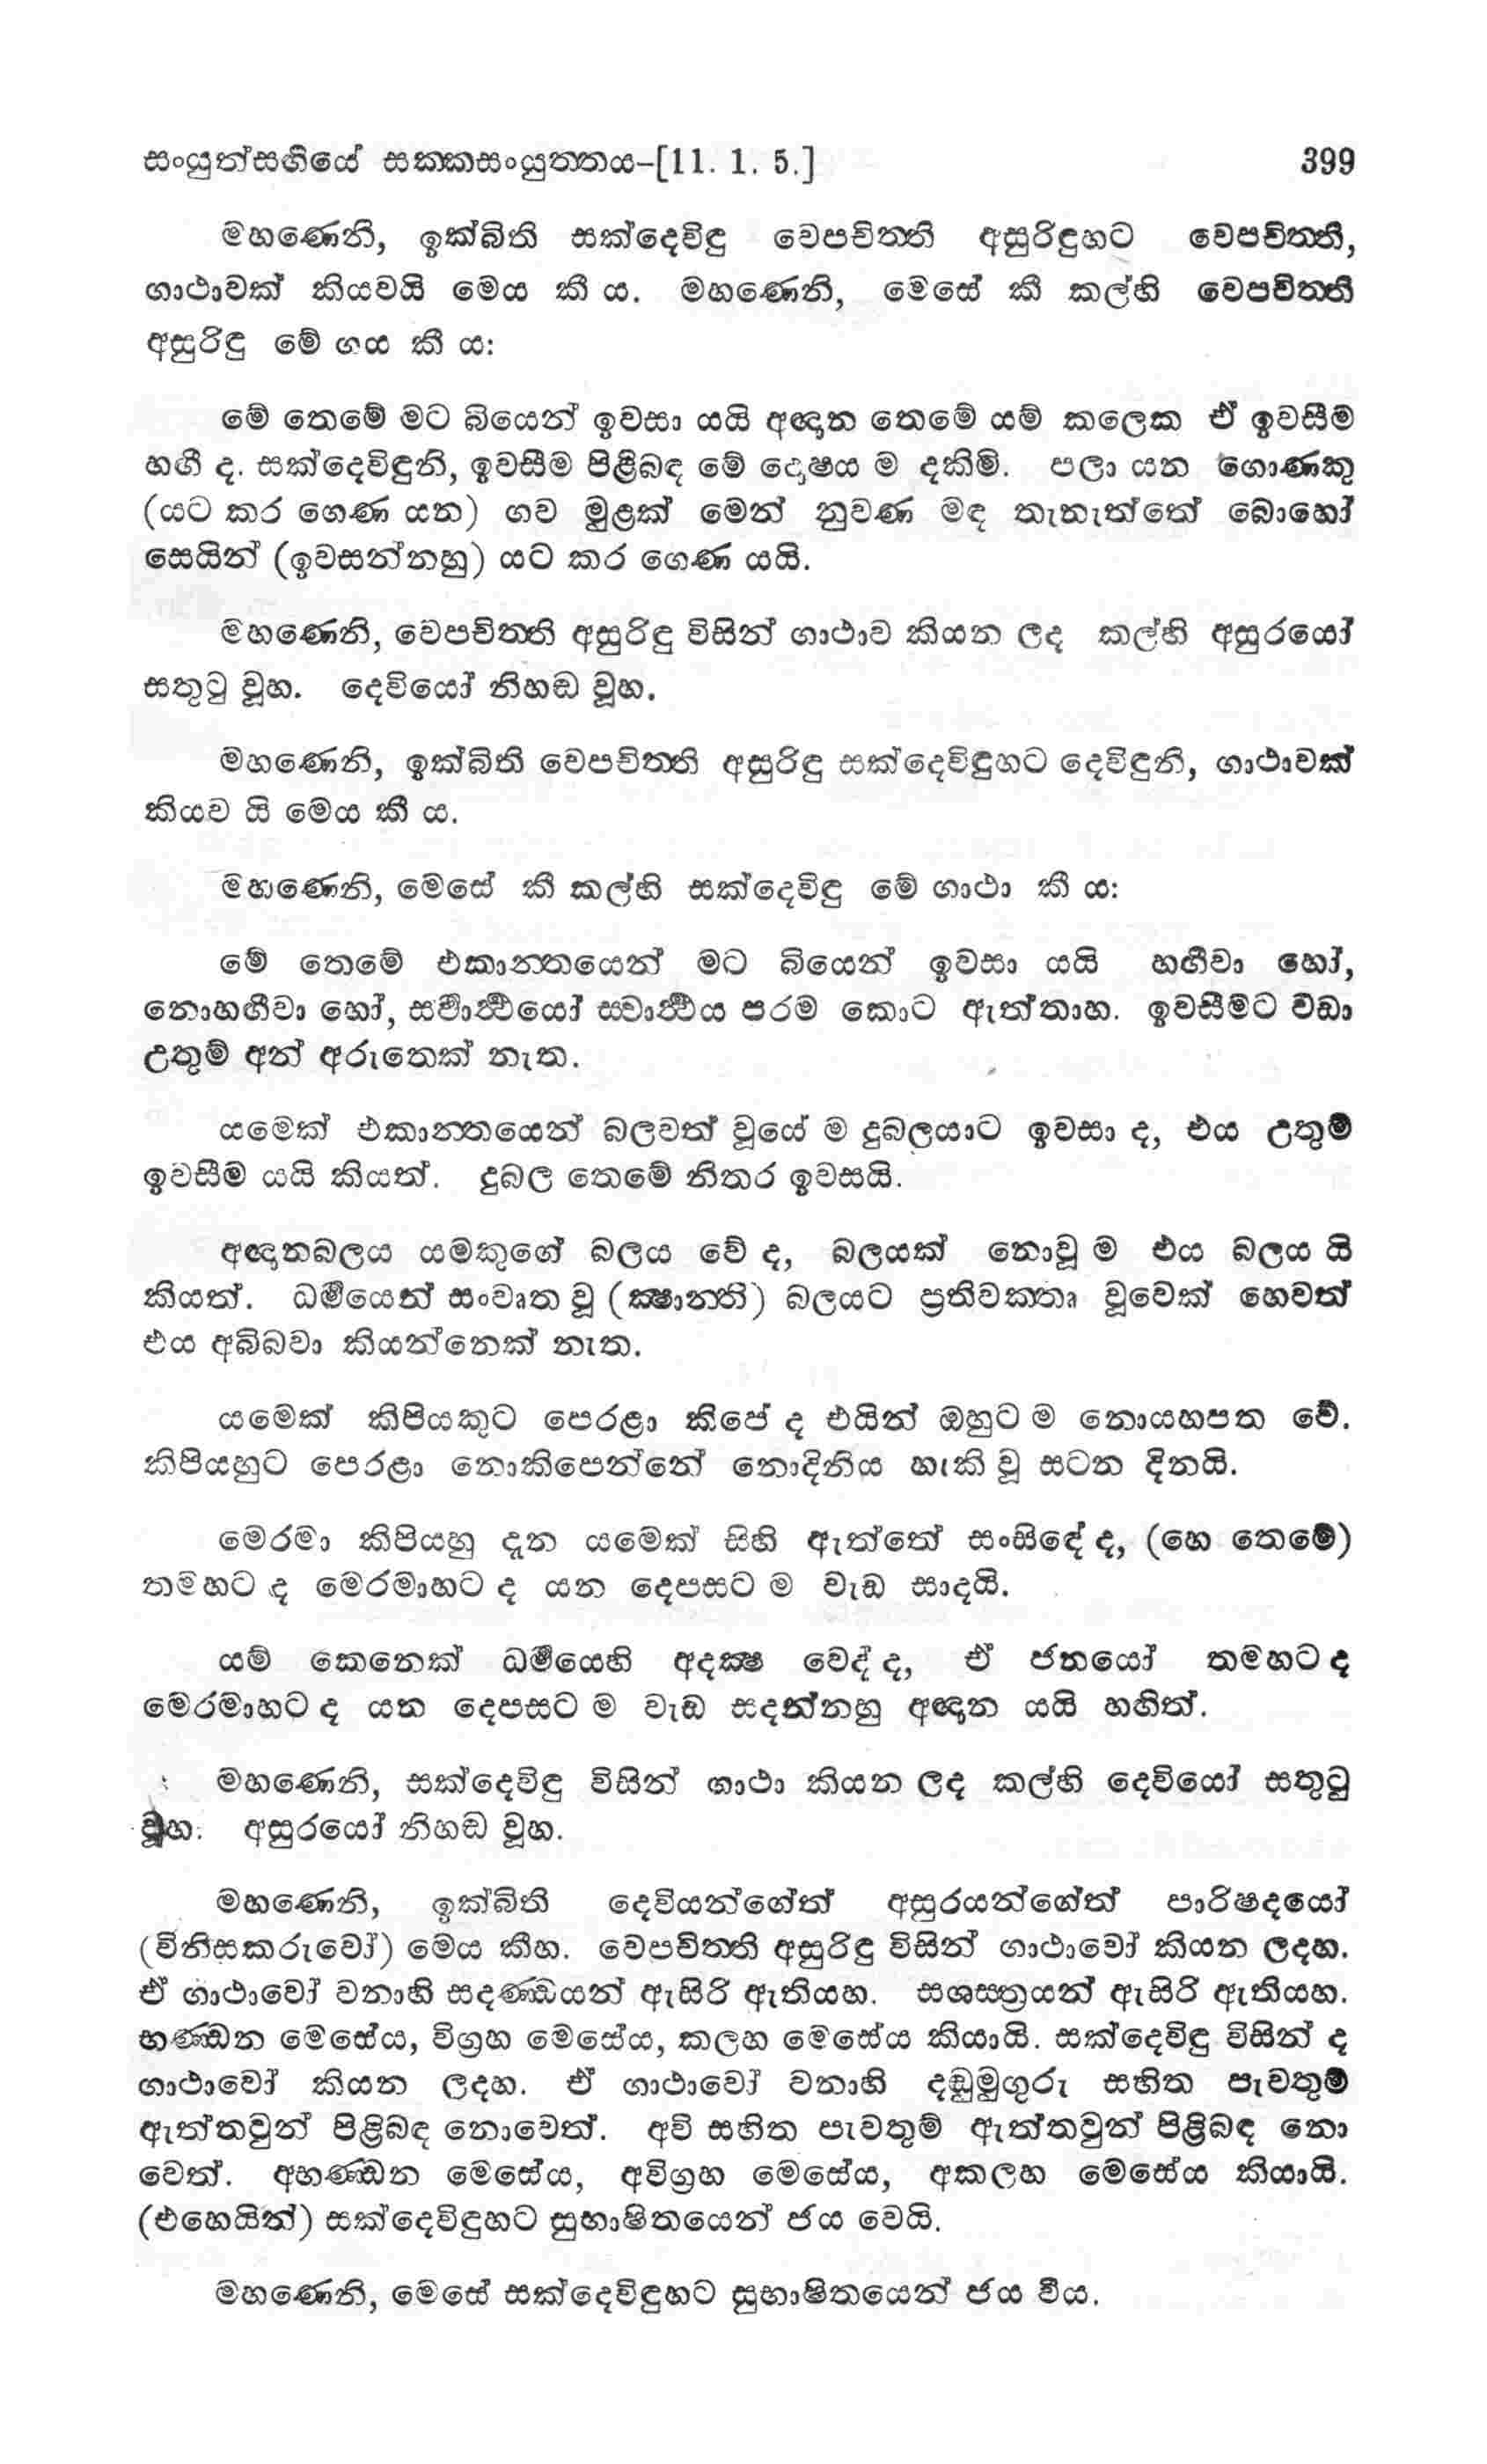 සංයුත්සඟියේ සක්කසංයුත්තය–[11. 1. 5.] 399
මහණෙනි, ඉක්බිති සක්දෙවිඳු වෙපචිත්ති අසුරිඳුහට වෙපචිත්ති,
ගාථාවක් කියවයි මෙය කී ය. මහණෙනි, මෙසේ කී කල්හි වෙපචිත්ති
අසුරිඳු මේ ගය කී ය:
මේ තෙමේ මට බියෙන් ඉවසා යයි අඥාන තෙමේ යම් කලෙක ඒ ඉවසීම
හඟී ද. සක්දෙවිඳුනි, ඉවසීම පිළිබඳ මේ දොෂය ම දකිමි. පලා යන ගොණකු
(යට කර ගෙණ යන) ගව මුළක් මෙන් නුවණ මඳ තැනැත්තේ බොහෝ
සෙයින් (ඉවසන්නහු) යට කර ගෙණ යයි.
මහණෙනි, වෙපචිත්ති අසුරිඳු විසින් ගාථාව කියන ලද කල්හි අසුරයෝ
සතුටු වූහ. දෙවියෝ නිහඬ වූහ.
මහණෙනි, ඉක්බිති වෙපචිත්ති අසුරිඳු සක්දෙවිඳුහට දෙවිඳුනි, ගාථාවක්
කියව යි මෙය කී ය.
මහණෙනි, මෙසේ කී කල්හි සක්දෙවිඳු මේ ගාථා කී ය:
මේ තෙමේ එකාන්තයෙන් මට බියෙන් ඉවසා යයි හඟීවා හෝ,
නොහඟීවා හෝ, සර්වාර්ථයෝ ස්වාර්ථය පරම කොට ඇත්තාහ. ඉවසීමට වඩා
උතුම් අන් අරුතෙක් නැත.
යමෙක් එකාන්තයෙන් බලවත් වූයේ ම දුබලයාට ඉවසා ද, එය උතුම්
ඉවසීම යයි කියත්. දුබල තෙමේ නිතර ඉවසයි.
අඥානබලය යමකුගේ බලය වේ ද, බලයක් නොවූ ම එය බලය යි
කියත්. ධර්මයෙන් සංවෘත වූ (ක්ෂාන්ති) බලයට ප්‍රතිවක්තෘ වූවෙක් හෙවත්
එය අබිබවා කියන්නෙක් නැත.
යමෙක් කිපියකුට පෙරළා කිපේ ද එයින් ඔහුට ම නොයහපත වේ.
කිපියහුට පෙරළා නොකිපෙන්නේ නොදිනිය හැකි වූ සටන දිනයි.
මෙරමා කිපියහු දැන යමෙක් සිහි ඇත්තේ සංසිඳේ ද, (හෙ තෙමේ)
තමහට ද මෙරමාහට ද යන දෙපසට ම වැඩ සාදයි.
යම් කෙනෙක් ධර්මයෙහි අදක්ෂ වෙද්ද, ඒ ජනයෝ තමහට ද
මෙරමාහට ද යන දෙපසට ම වැඩ සදන්නහු අඥාන යයි හඟිත්.
මහණෙනි, සක්දෙවිඳු විසින් ගාථා කියන ලද කල්හි දෙවියෝ සතුටු
වූහ. අසුරයෝ නිහඬ වූහ.
මහණෙනි, ඉක්බිති දෙවියන්ගේත් අසුරයන්ගේත් පාරිෂදයෝ
(විනිසකරුවෝ) මෙය කීහ. වෙපචිත්ති අසුරිඳු විසින් ගාථාවෝ කියන ලදහ.
ඒ ගාථාවෝ වනාහි සදණ්ඩයන් ඇසිරි ඇතියහ. සශස්ත්‍රයන් ඇසිරි ඇතියහ.
භණ්ඩන මෙසේය, විග්‍රහ මෙසේය, කලහ මෙසේය කියායි. සක්දෙවිඳු විසින් ද
ගාථාවෝ කියන ලදහ. ඒ ගාථාවෝ වනාහි දඬුමුගුරු සහිත පැවතුම්
ඇත්තවුන් පිළිබඳ නොවෙත්. අවි සහිත පැවතුම් ඇත්තවුන් පිළිබඳ නො
වෙත්. අභණ්ඩන මෙසේය, අවිග්‍රහ මෙසේය, අකලහ මෙසේය කියායි.
(එහෙයින්) සක්දෙවිඳුහට සුභාෂිතයෙන් ජය වෙයි.
මහණෙනි, මෙසේ සක්දෙවිඳුහට සුභාෂිතයෙන් ජය වීය.